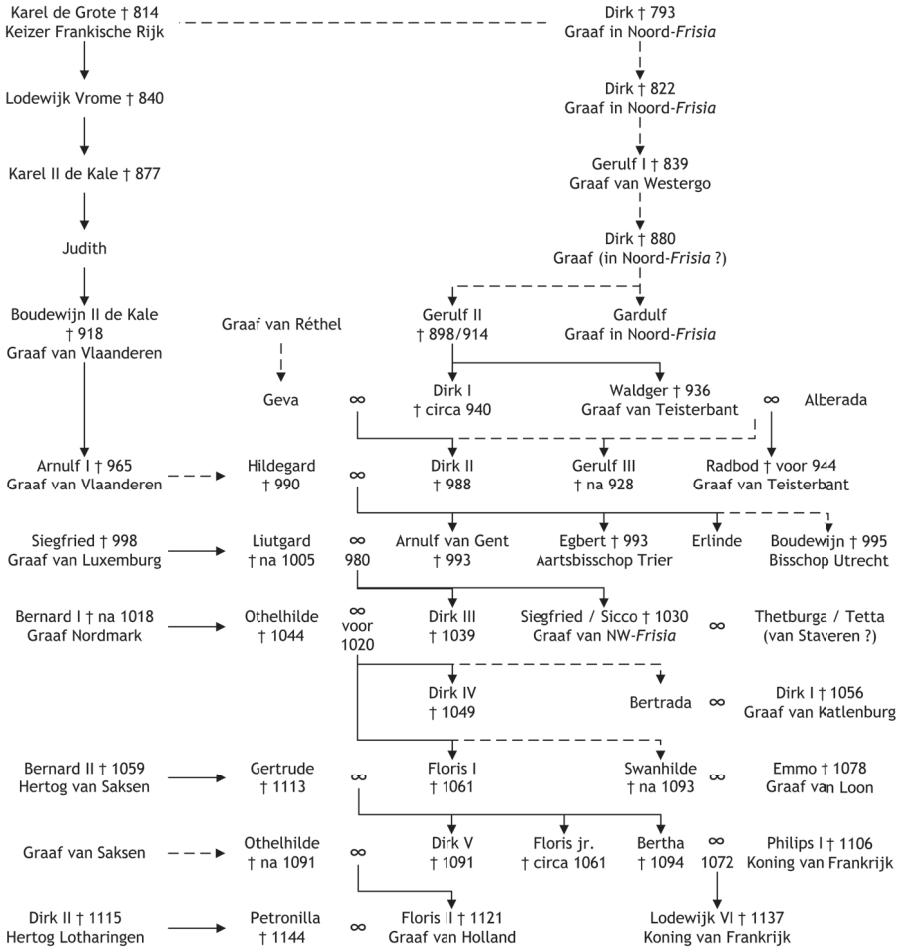 Karel de Grote † 814
Keizer Frankische Rijk
Dirk † 793
Graaf in Noord-Frisia
Lodewijk Vrome † 840
Dirk † 822
Graaf in Noord-Frisia
Karel II de Kale † 877
Gerulf I † 839
Graaf van Westergo
Judith
Dirk † 880
Graaf (in Noord-Frisia ?)
Boudewijn II de Kale
† 918
Graaf van Vlaanderen
Graaf van Réthel
Gerulf II
† 898/914
Gardulf
Graaf in Noord-Frisia
Geva
∞
Dirk I
† circa 940
Waldger † 936
Graaf van Teisterbant
∞
Alberada
Arnulf I † 965
Graaf van Vlaanderen
Hildegard
† 990
∞
Dirk II
† 988
Gerulf III
† na 928
Radbod † voor 944
Graaf van Teisterbant
Siegfried † 998
Graaf van Luxemburg
Liutgard
† na 1005
∞
980
Arnulf van Gent
† 993
Egbert † 993
Aartsbisschop Trier
Erlinde
Boudewijn † 995
Bisschop Utrecht
Bernard I † na 1018
Graaf Nordmark
Othelhilde
† 1044
∞
voor
1020
Dirk III
† 1039
Siegfried / Sicco † 1030
Graaf van NW-Frisia
∞
Thetburga / Tetta
(van Staveren ?)
Dirk IV
† 1049
Bertrada
∞
Dirk I † 1056
Graaf van Katlenburg
Bernard II † 1059
Hertog van Saksen
Gertrude
† 1113
∞
Floris I
† 1061
Swanhilde
† na 1093
∞
Emmo † 1078
Graaf van Loon
Graaf van Saksen
Othelhilde
† na 1091
∞
Dirk V
† 1091
Floris jr.
† circa 1061
Bertha
† 1094
∞
1072
Philips I † 1106
Koning van Frankrijk
Dirk II † 1115
Hertog Lotharingen
Petronilla
† 1144
∞
Floris II † 1121
Graaf van Holland
Lodewijk VI † 1137
Koning van Frankrijk